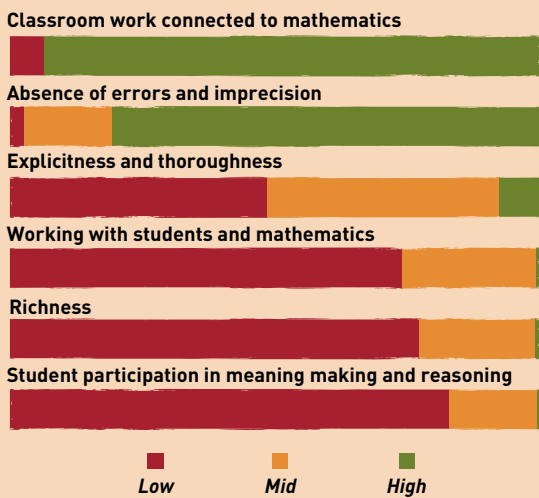 Classroom work connected to mathematics
Absence of errors and imprecision
Explicitness and thoroughness
Working with students and mathematics
Richness
Student participation in meaning making and reasoning
Low Mid High